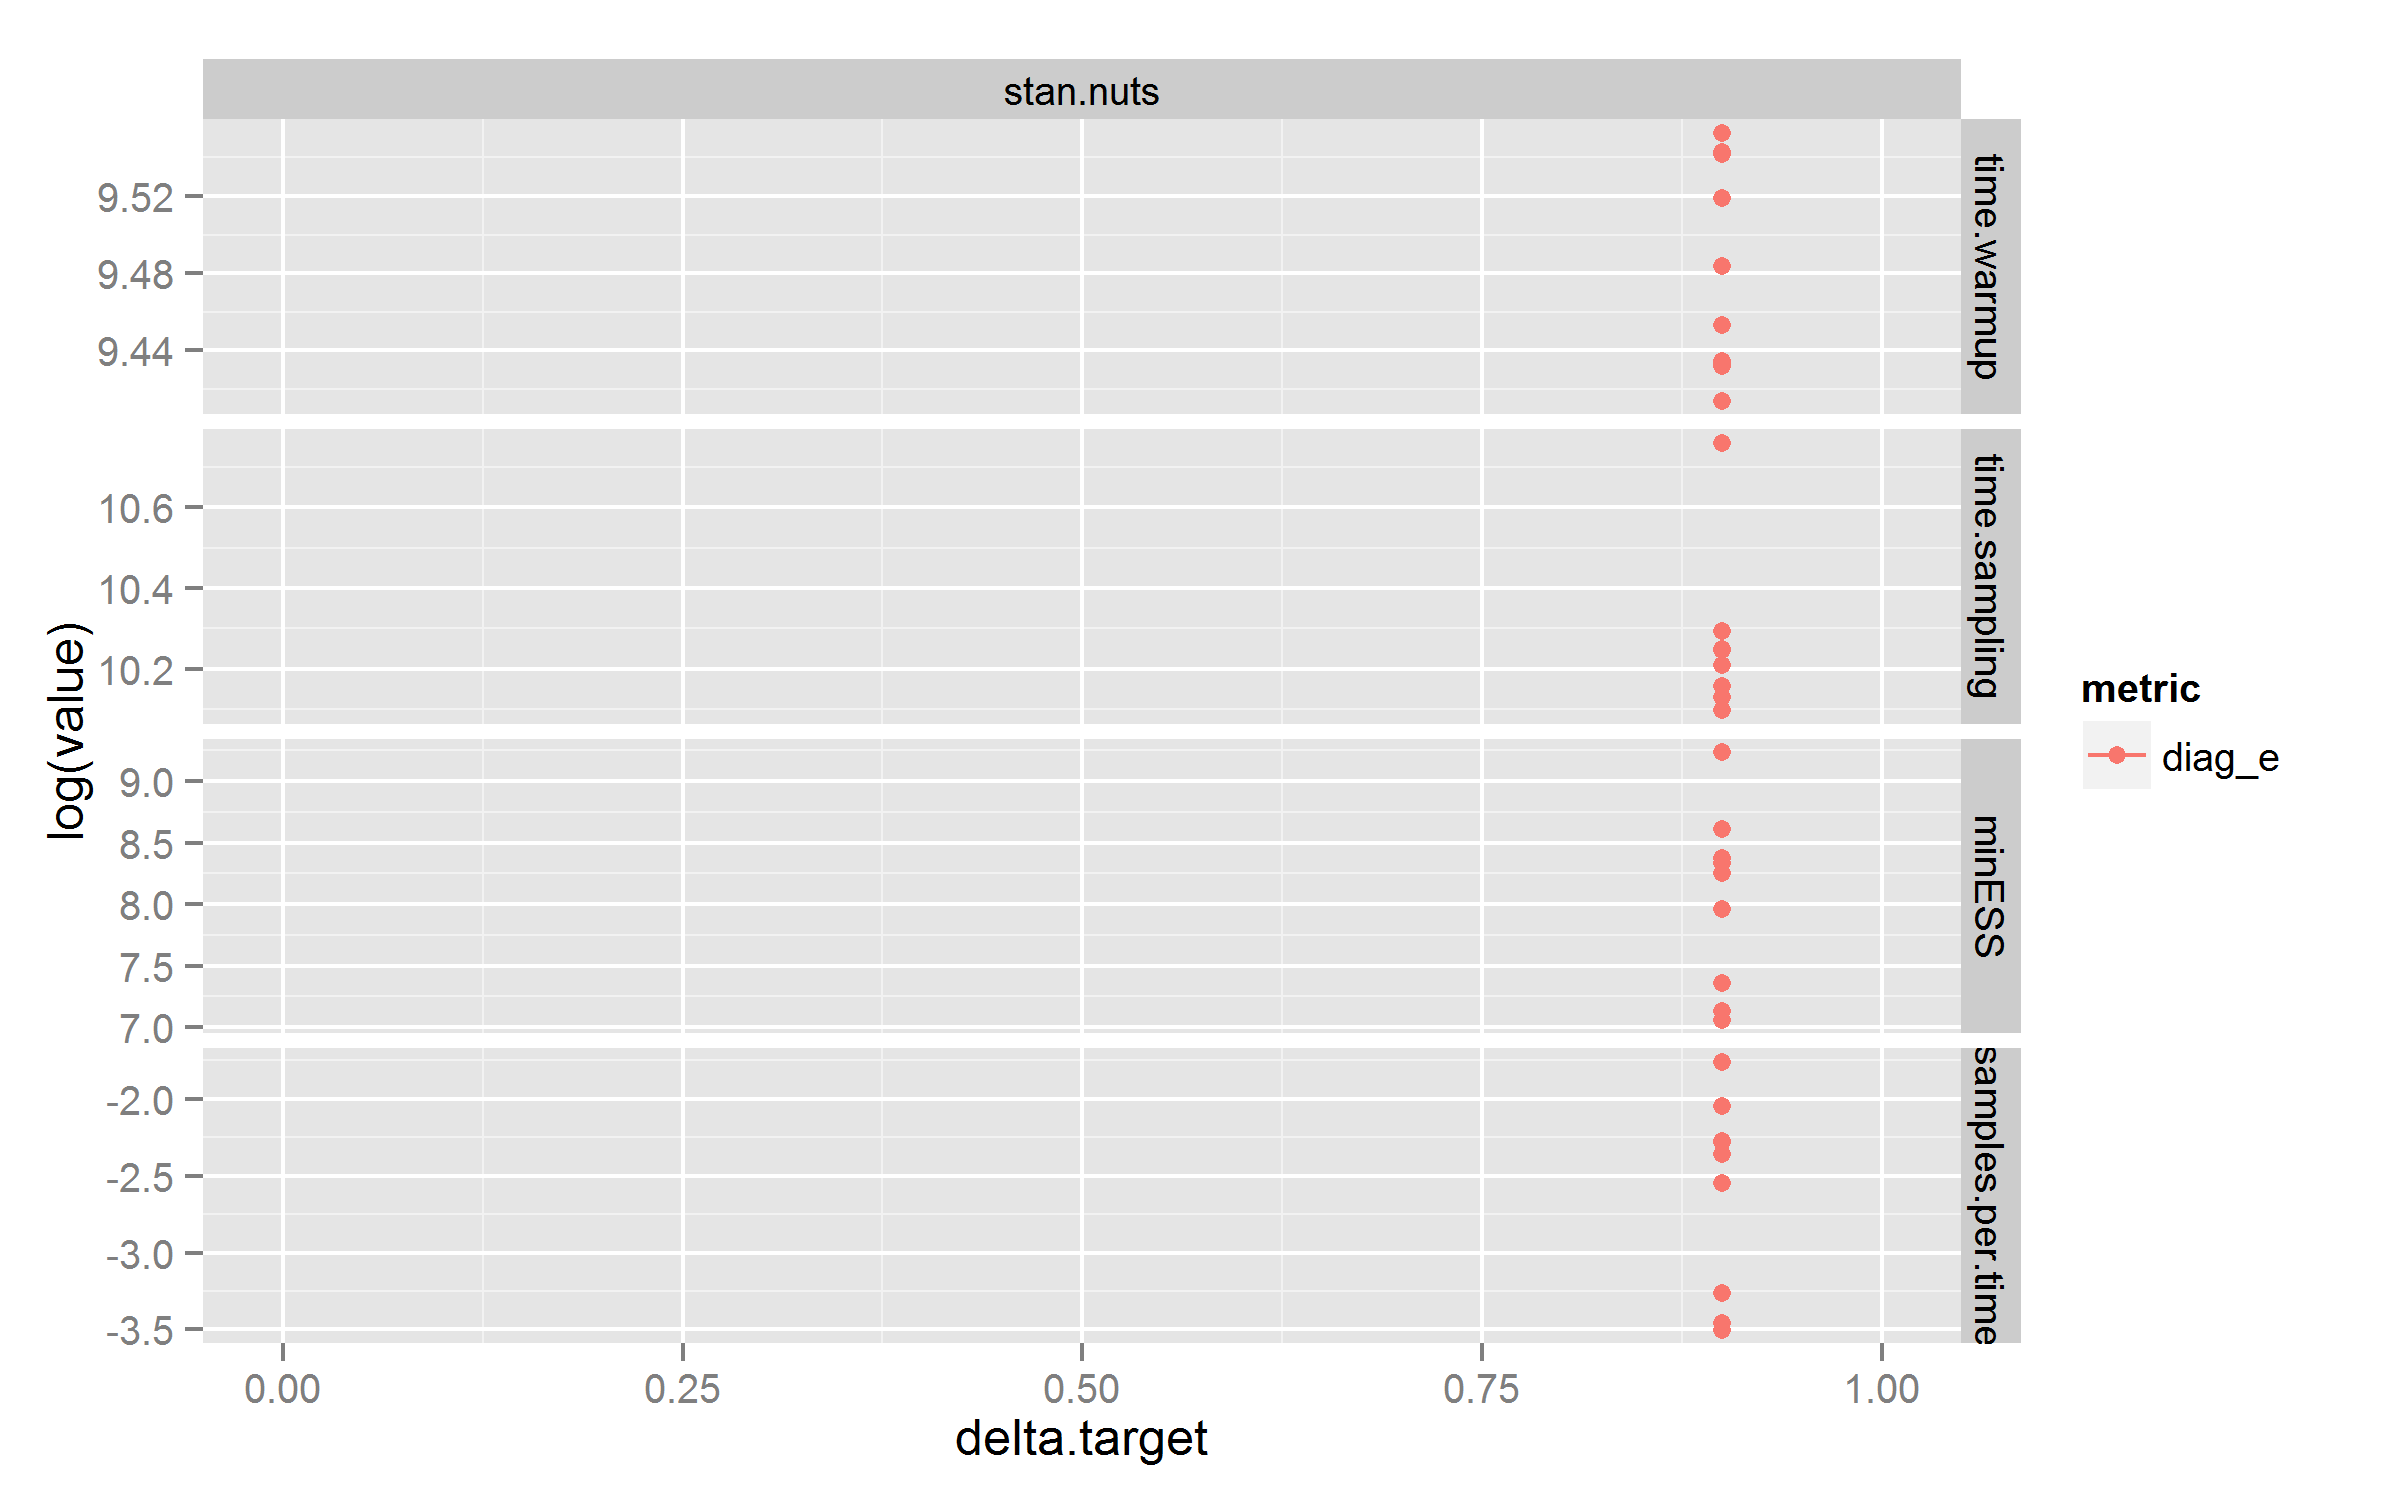 stan.nuts
9.52
9.48
9.44
time.warmup
10.6
10.4
10.2
time.sampling
9.0
8.5
8.0
7.5
7.0
minESS
-2.0
-2.5
-3.0
-3.5
samples.per.time
0.00 0.25 0.50 0.75 1.00
delta.target
log(value)
metric
diag_e